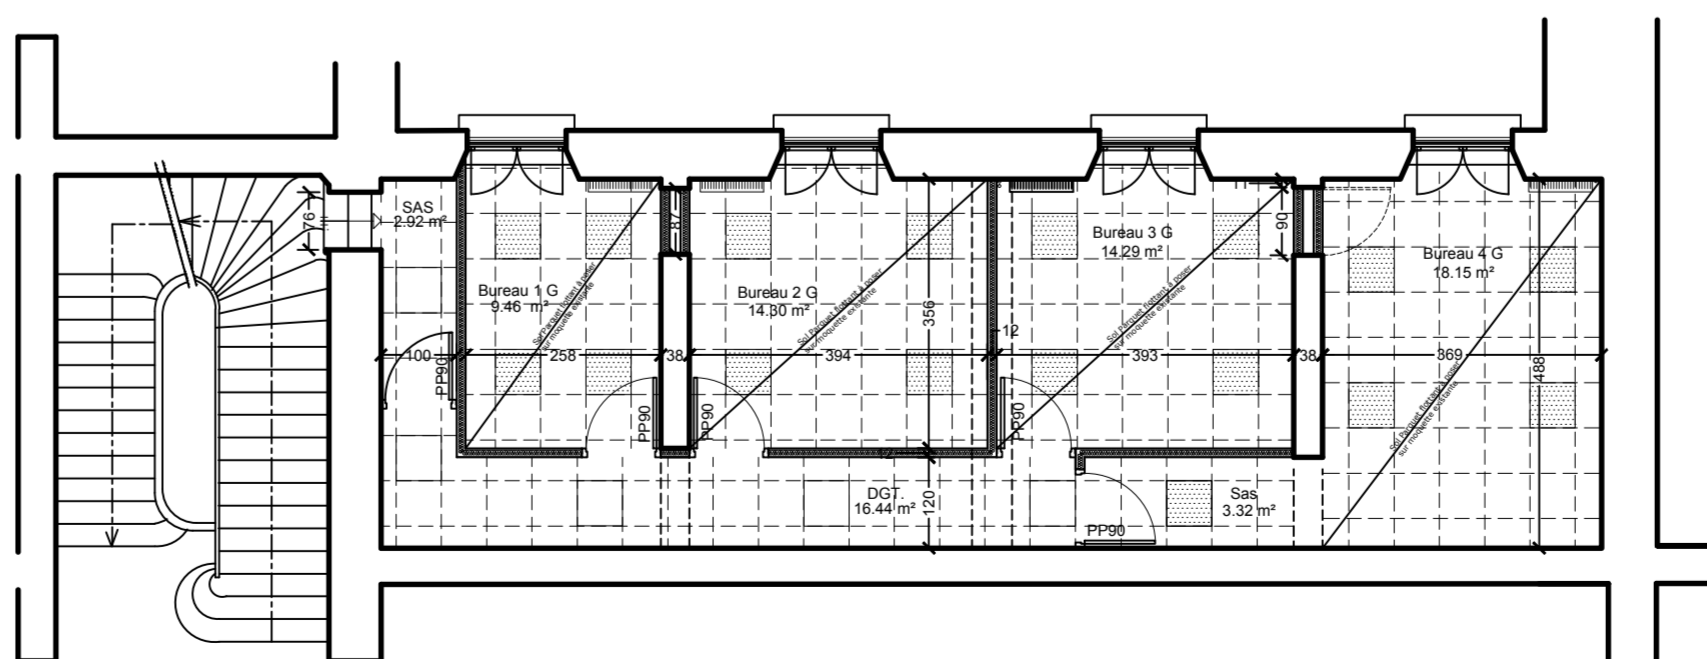 SAS
2.92 m²
76
Bureau 1 G
9.46 m²
Sol Parquet flottant à poser
sur moquette existante
87
Bureau 2 G
14.30 m²
Sol Parquet flottant à poser
sur moquette existante
356
Bureau 3 G
14.29 m²
Sol Parquet flottant à poser
sur moquette existante
90
Bureau 4 G
18.15 m²
Sol Parquet flottant à poser
sur moquette existante
488
12
100
258
38
394
393
38
369
PP90
PP90
PP90
PP90
12
DGT.
16.44 m²
120
Sas
3.32 m²
PP90